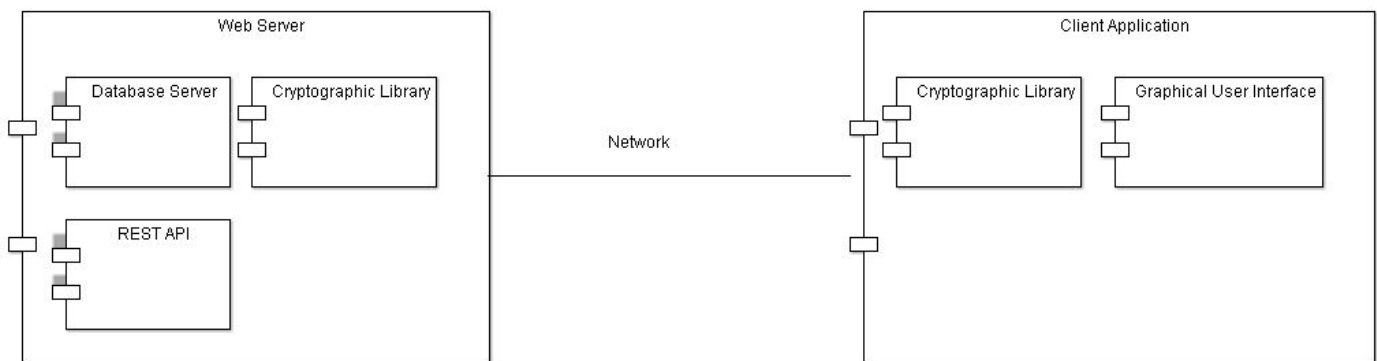 Web Server
Database Server
Cryptographic Library
REST API
Network
Client Application
Cryptographic Library
Graphical User Interface